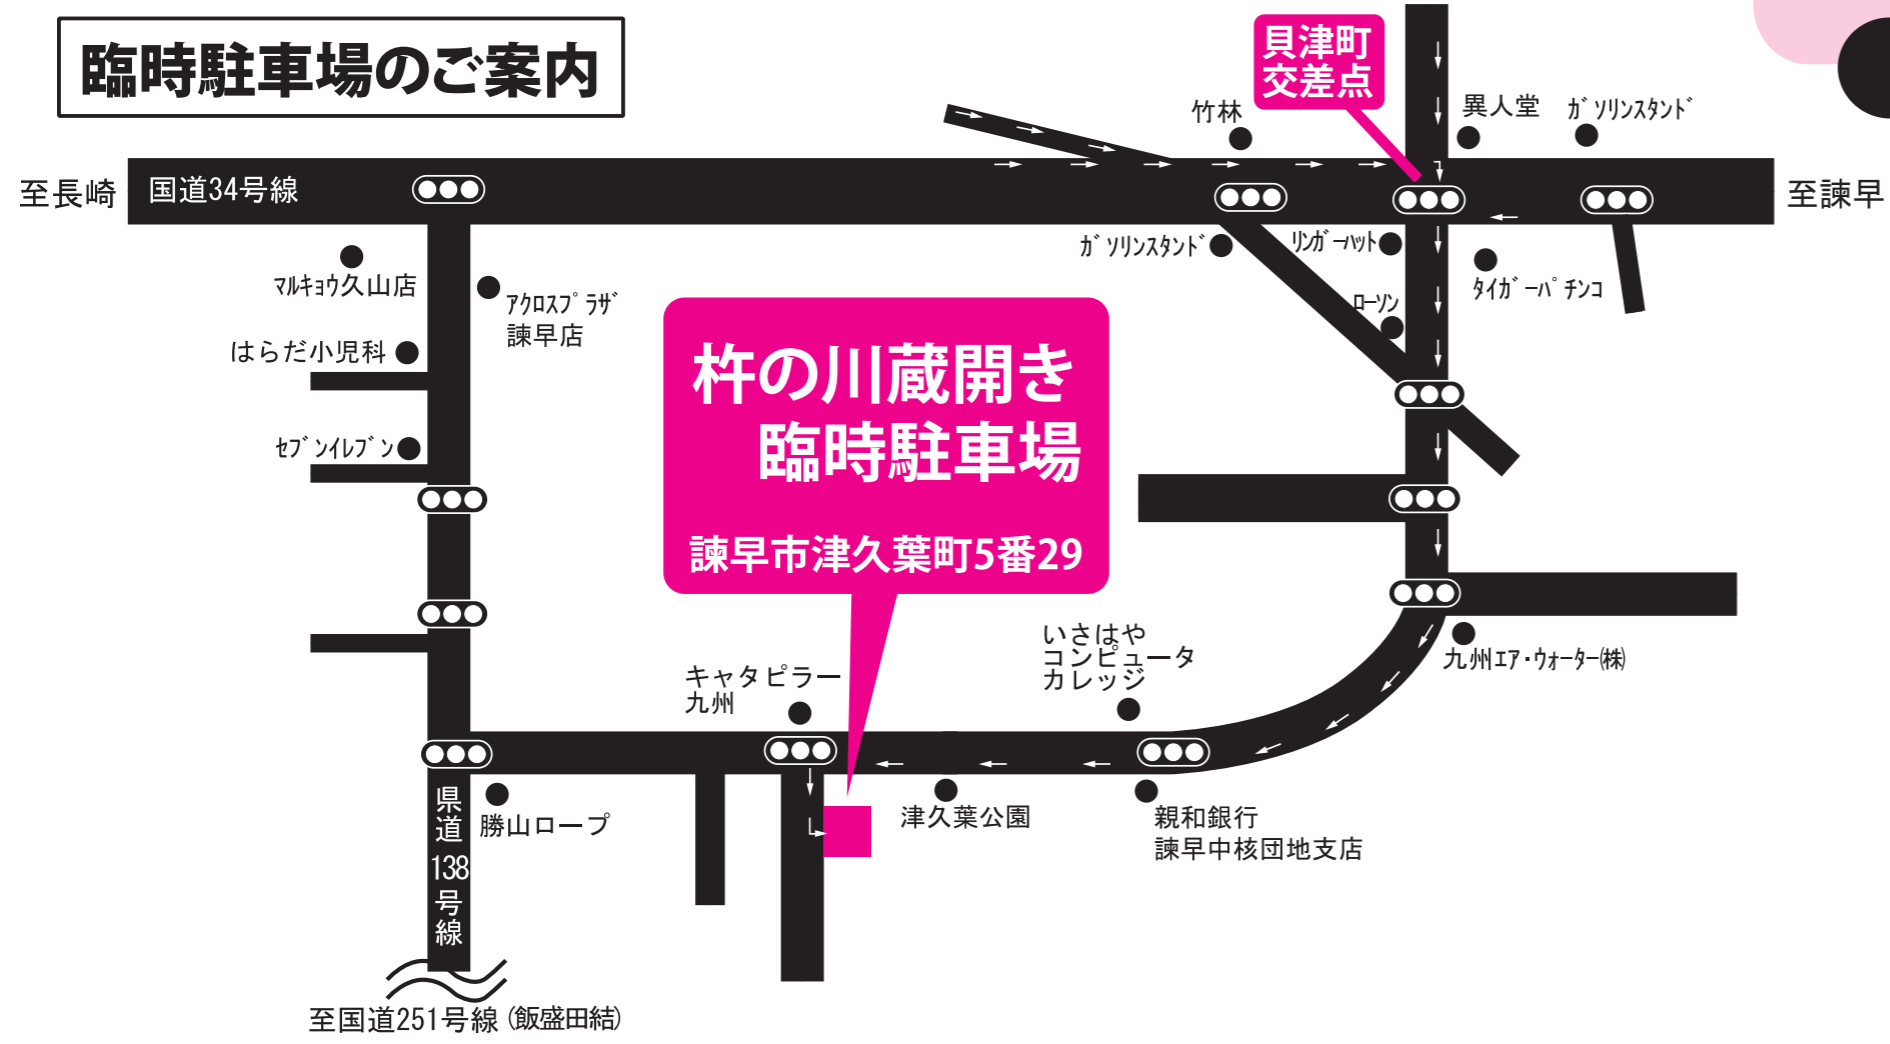 臨時駐車場のご案内
貝津町
交差点
竹林
異人堂
ｶﾞｿﾘﾝｽﾀﾝﾄﾞ
至長崎
国道34号線
至諫早
ｶﾞｿﾘﾝｽﾀﾝﾄﾞ
ﾘﾝｶﾞｰﾊｯﾄ
ﾀｲｶﾞｰﾊﾟﾁﾝｺ
ﾛｰｿﾝ
ﾏﾙｷｮｳ久山店
ｱｸﾛｽﾌﾟﾗｻﾞ
諫早店
はらだ小児科
ｾﾌﾞﾝｲﾚﾌﾞﾝ
杵の川蔵開き
臨時駐車場
諫早市津久葉町5番29
いさはや
コンピュータ
カレッジ
九州ｴｱ・ｳｫｰﾀｰ㈱
キャタピラー
九州
県道138号線
勝山ロープ
津久葉公園
親和銀行
諫早中核団地支店
至国道251号線 (飯盛田結)